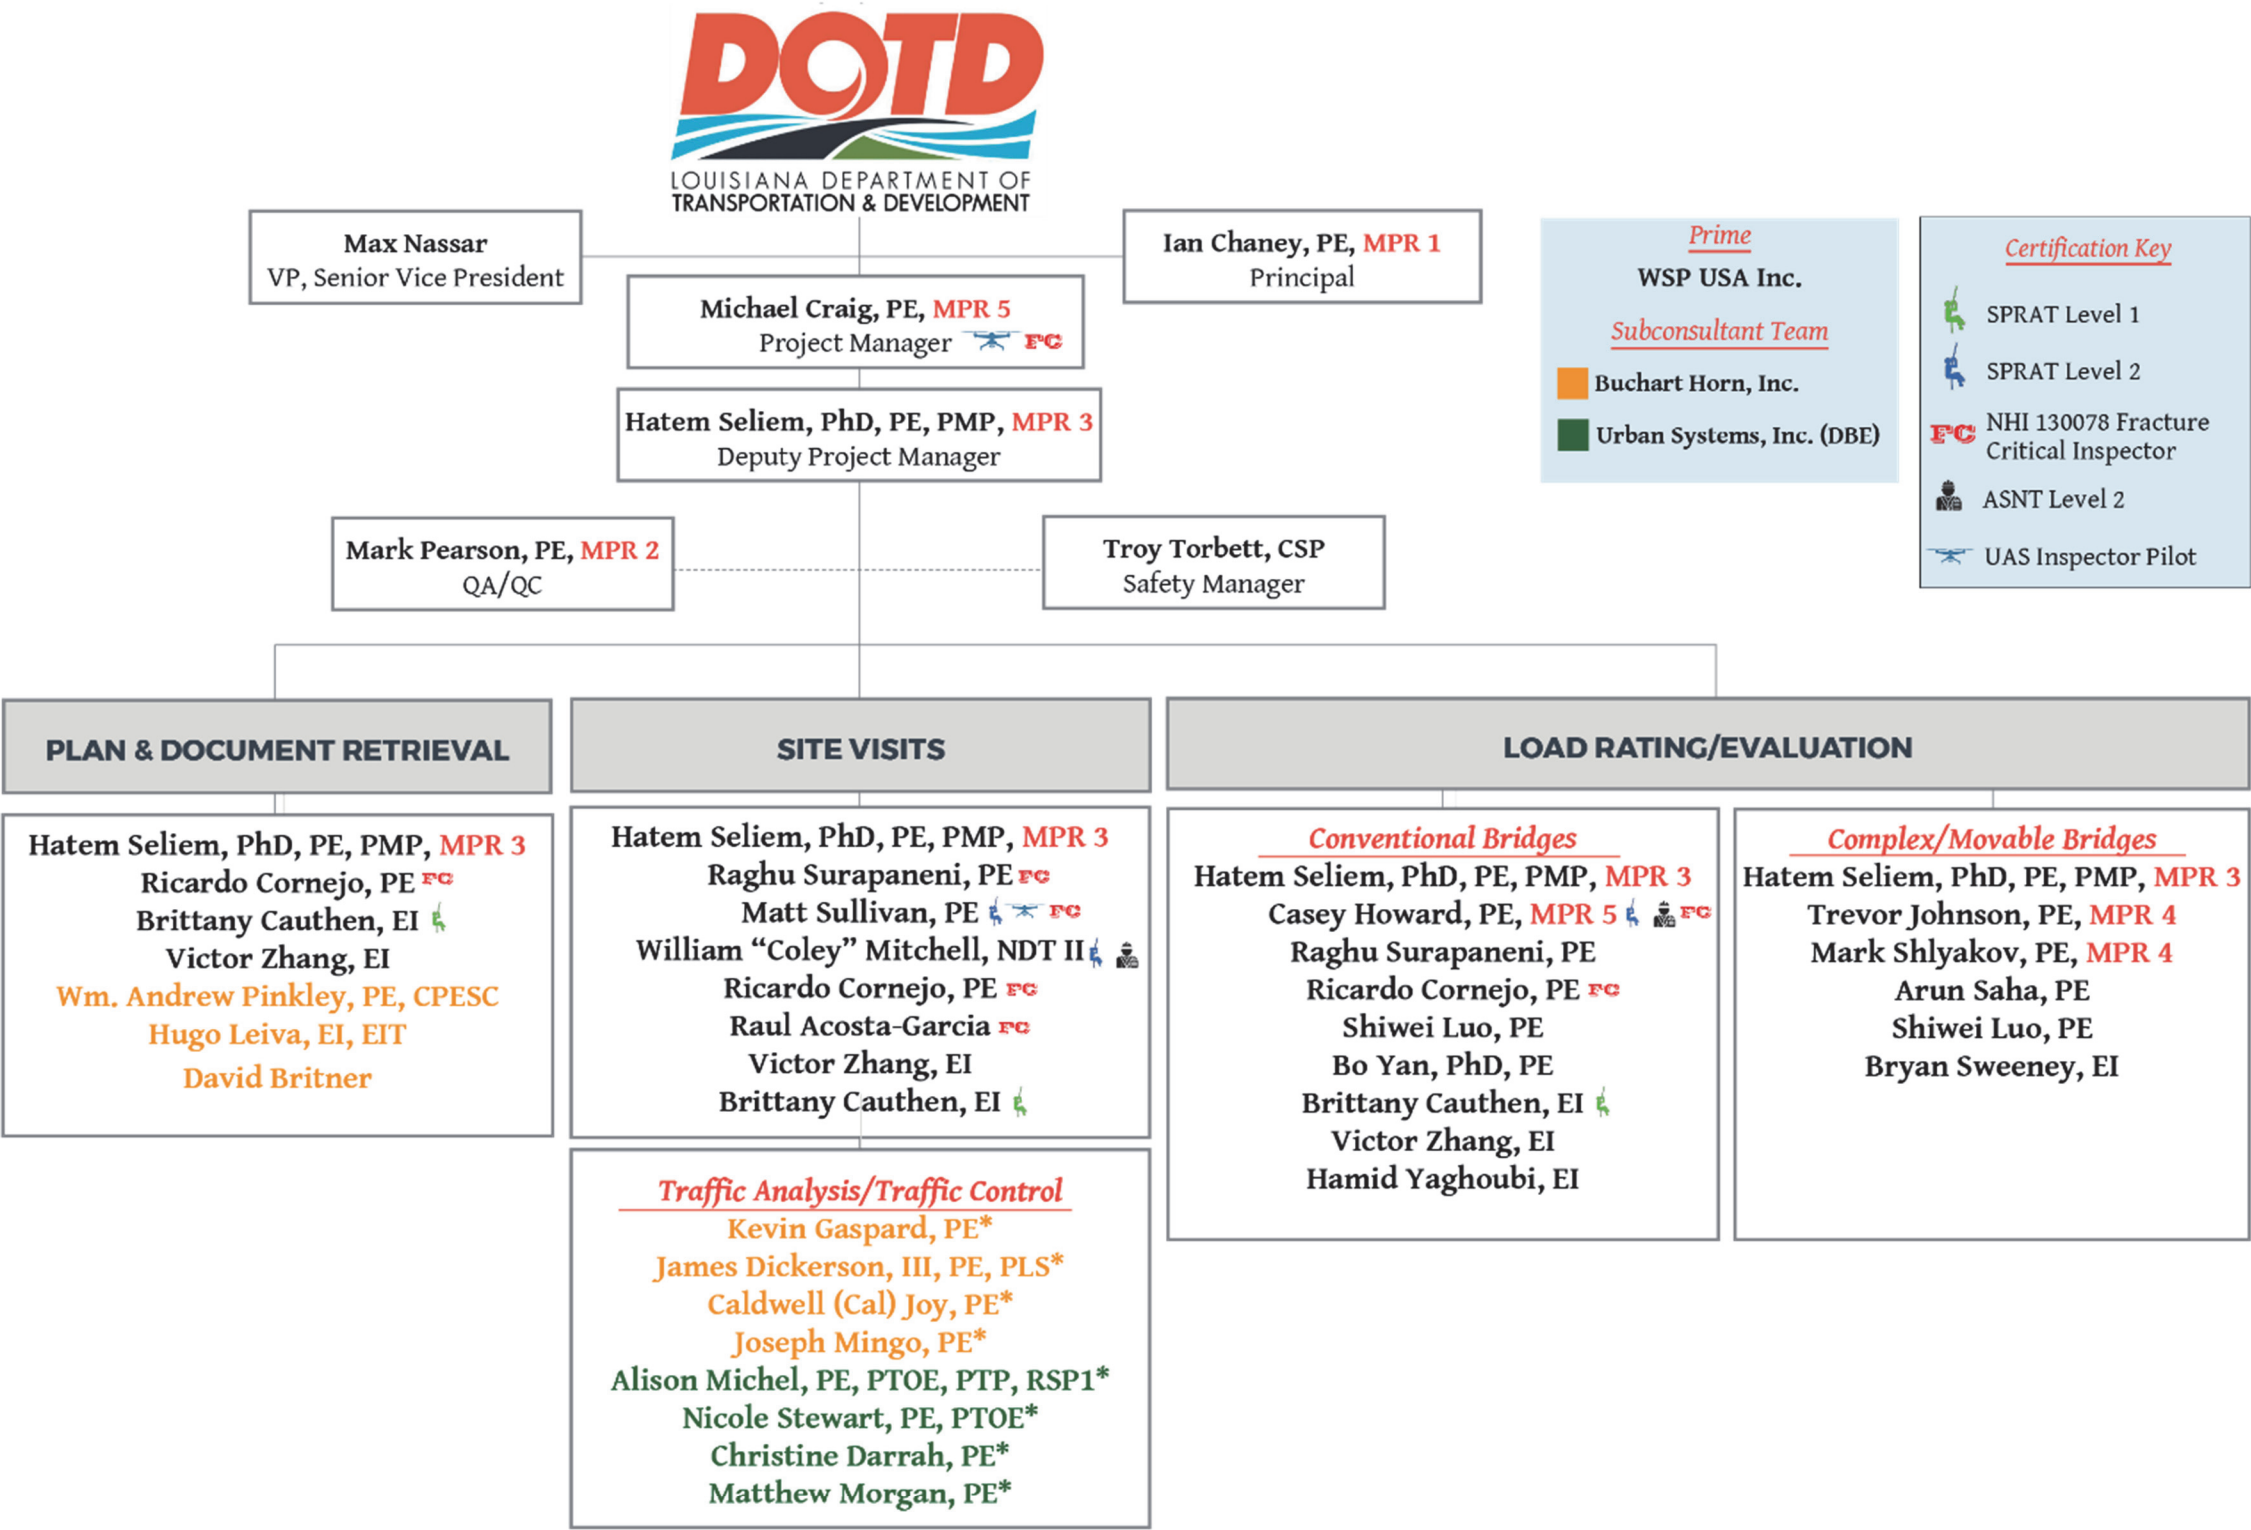 DOTD
LOUISIANA DEPARTMENT OF
TRANSPORTATION & DEVELOPMENT
Max Nassar
VP, Senior Vice President
Ian Chaney, PE, MPR 1
Principal
Michael Craig, PE, MPR 5
Project Manager FC
Hatem Seliem, PhD, PE, PMP, MPR 3
Deputy Project Manager
Mark Pearson, PE, MPR 2
QA/QC
Troy Torbett, CSP
Safety Manager
Prime
WSP USA Inc.
Subconsultant Team
Buchart Horn, Inc.
Urban Systems, Inc. (DBE)
Certification Key
SPRAT Level 1
SPRAT Level 2
FC NHI 130078 Fracture
Critical Inspector
ASNT Level 2
UAS Inspector Pilot
PLAN & DOCUMENT RETRIEVAL
Hatem Seliem, PhD, PE, PMP, MPR 3
Ricardo Cornejo, PE FC
Brittany Cauthen, EI
Victor Zhang, EI
Wm. Andrew Pinkley, PE, CPESC
Hugo Leiva, EI, EIT
David Britner
SITE VISITS
Hatem Seliem, PhD, PE, PMP, MPR 3
Raghu Surapaneni, PE FC
Matt Sullivan, PE FC
William “Coley” Mitchell, NDT II
Ricardo Cornejo, PE FC
Raul Acosta-Garcia FC
Victor Zhang, EI
Brittany Cauthen, EI
Traffic Analysis/Traffic Control
Kevin Gaspard, PE*
James Dickerson, III, PE, PLS*
Caldwell (Cal) Joy, PE*
Joseph Mingo, PE*
Alison Michel, PE, PTOE, PTP, RSP1*
Nicole Stewart, PE, PTOE*
Christine Darrah, PE*
Matthew Morgan, PE*
LOAD RATING/EVALUATION
Conventional Bridges
Hatem Seliem, PhD, PE, PMP, MPR 3
Casey Howard, PE, MPR 5 FC
Raghu Surapaneni, PE
Ricardo Cornejo, PE FC
Shiwei Luo, PE
Bo Yan, PhD, PE
Brittany Cauthen, EI
Victor Zhang, EI
Hamid Yaghoubi, EI
Complex/Movable Bridges
Hatem Seliem, PhD, PE, PMP, MPR 3
Trevor Johnson, PE, MPR 4
Mark Shlyakov, PE, MPR 4
Arun Saha, PE
Shiwei Luo, PE
Bryan Sweeney, EI